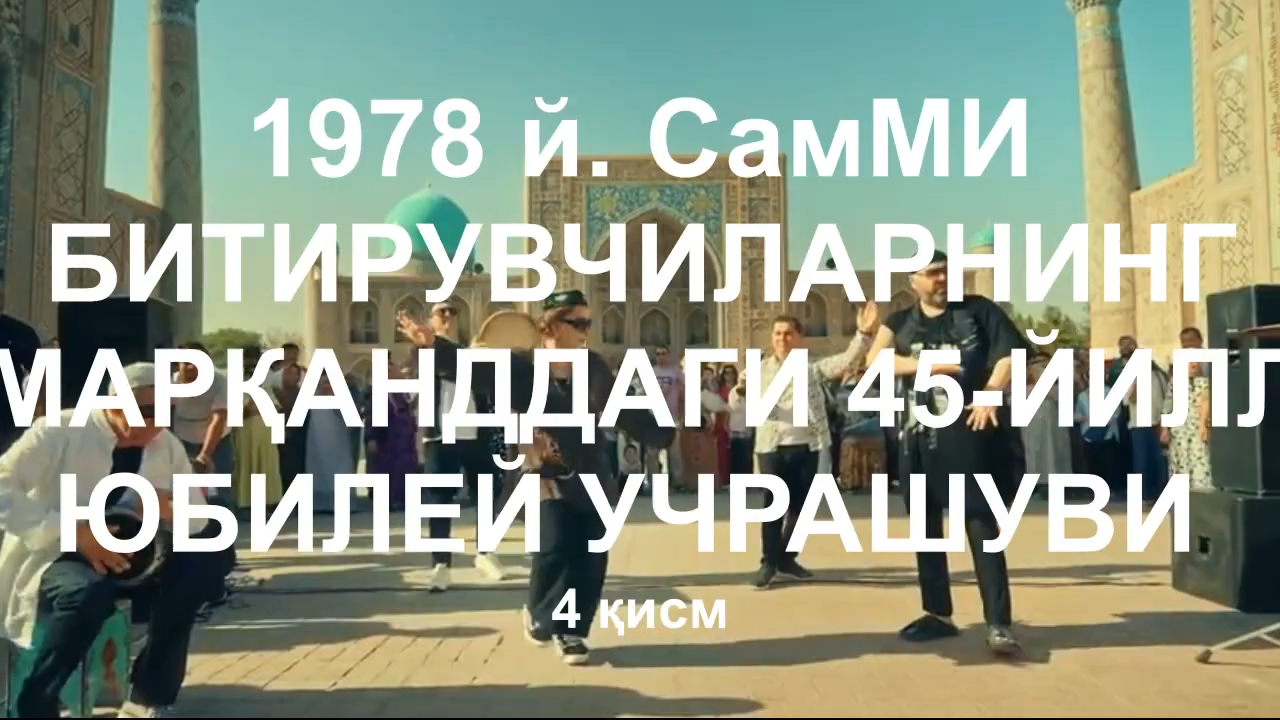 1978 й. СамМИ
БИТИРУВЧИЛАРНИНГ
МАРҚАНДДАГИ 45-ЙИЛЛ
ЮБИЛЕЙ УЧРАШУВИ
4 қисм